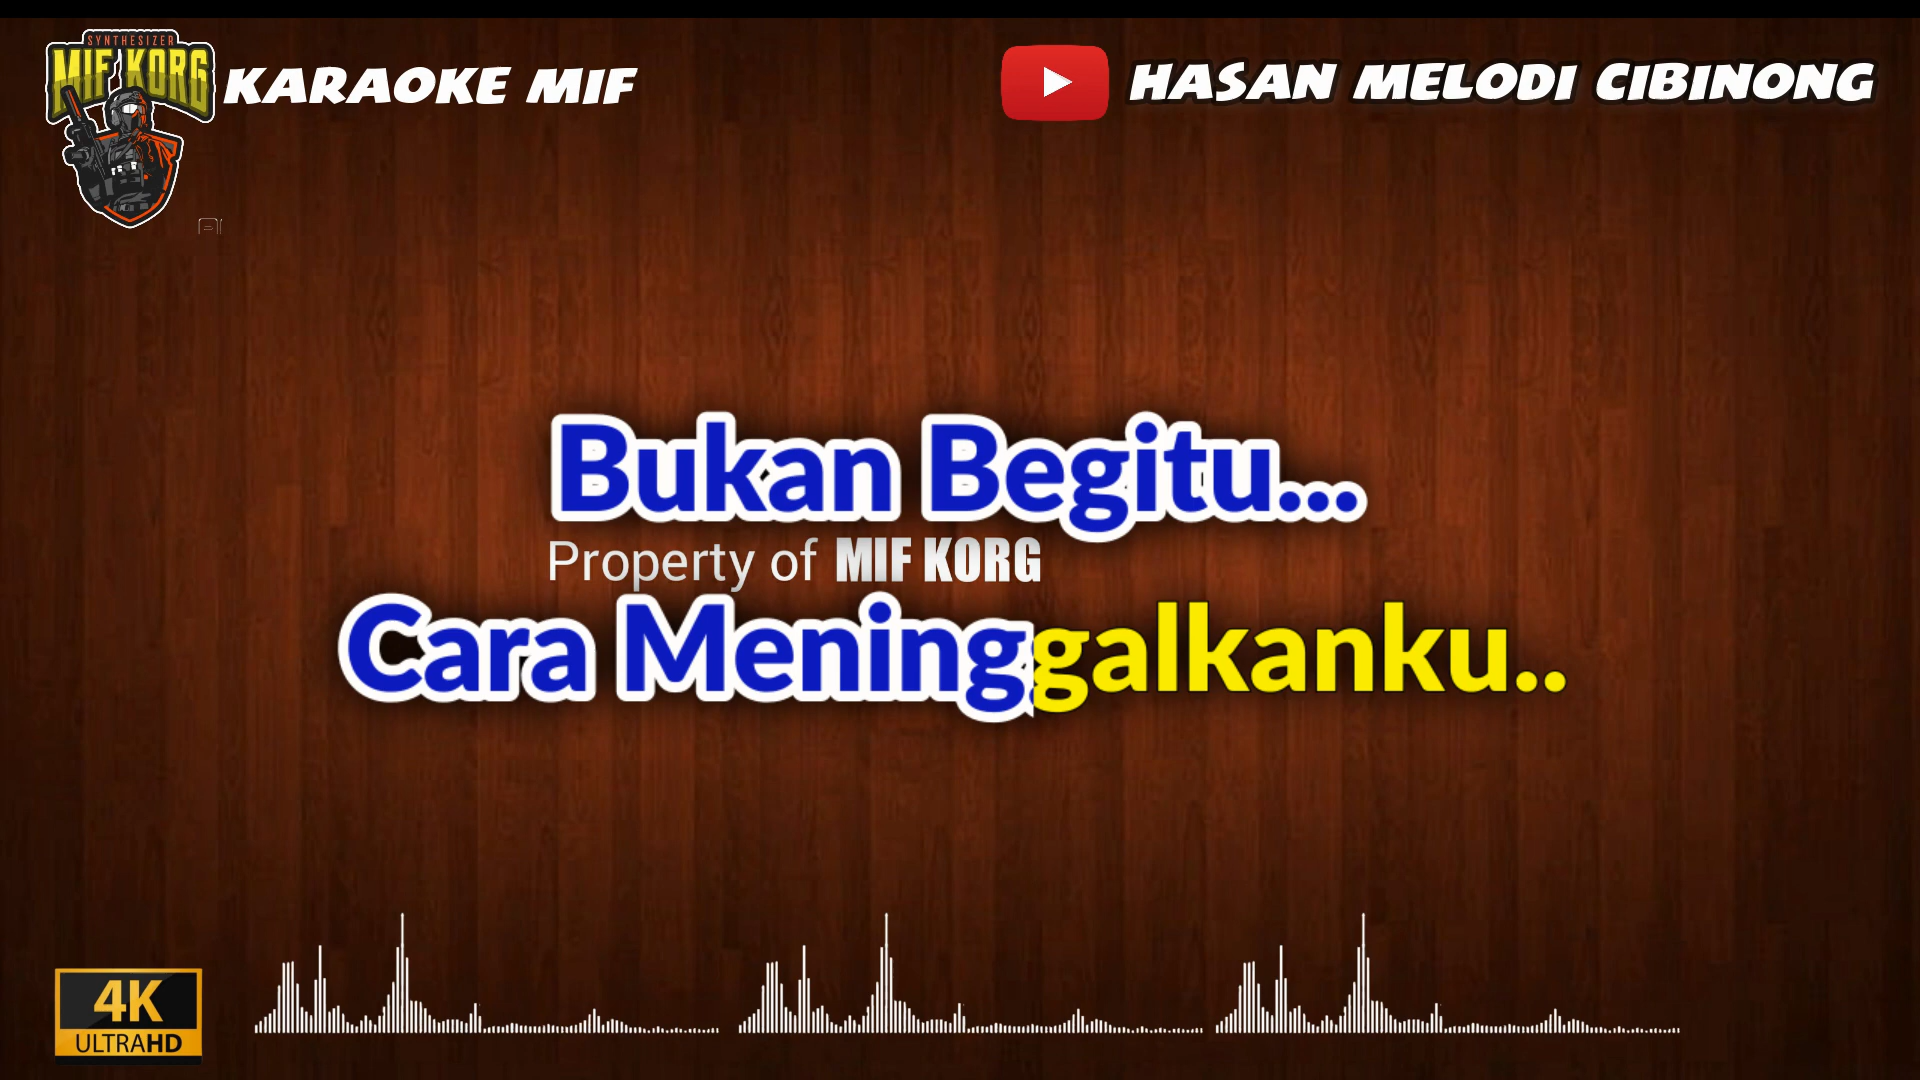 SYNTHESIZER
MIF KORG
KARAOKE MIF
HASAN MELODI CIBINONG
Bukan Begitu...
Property of MIF KORG
Cara Meninggalkanku..
4K
ULTRAHD